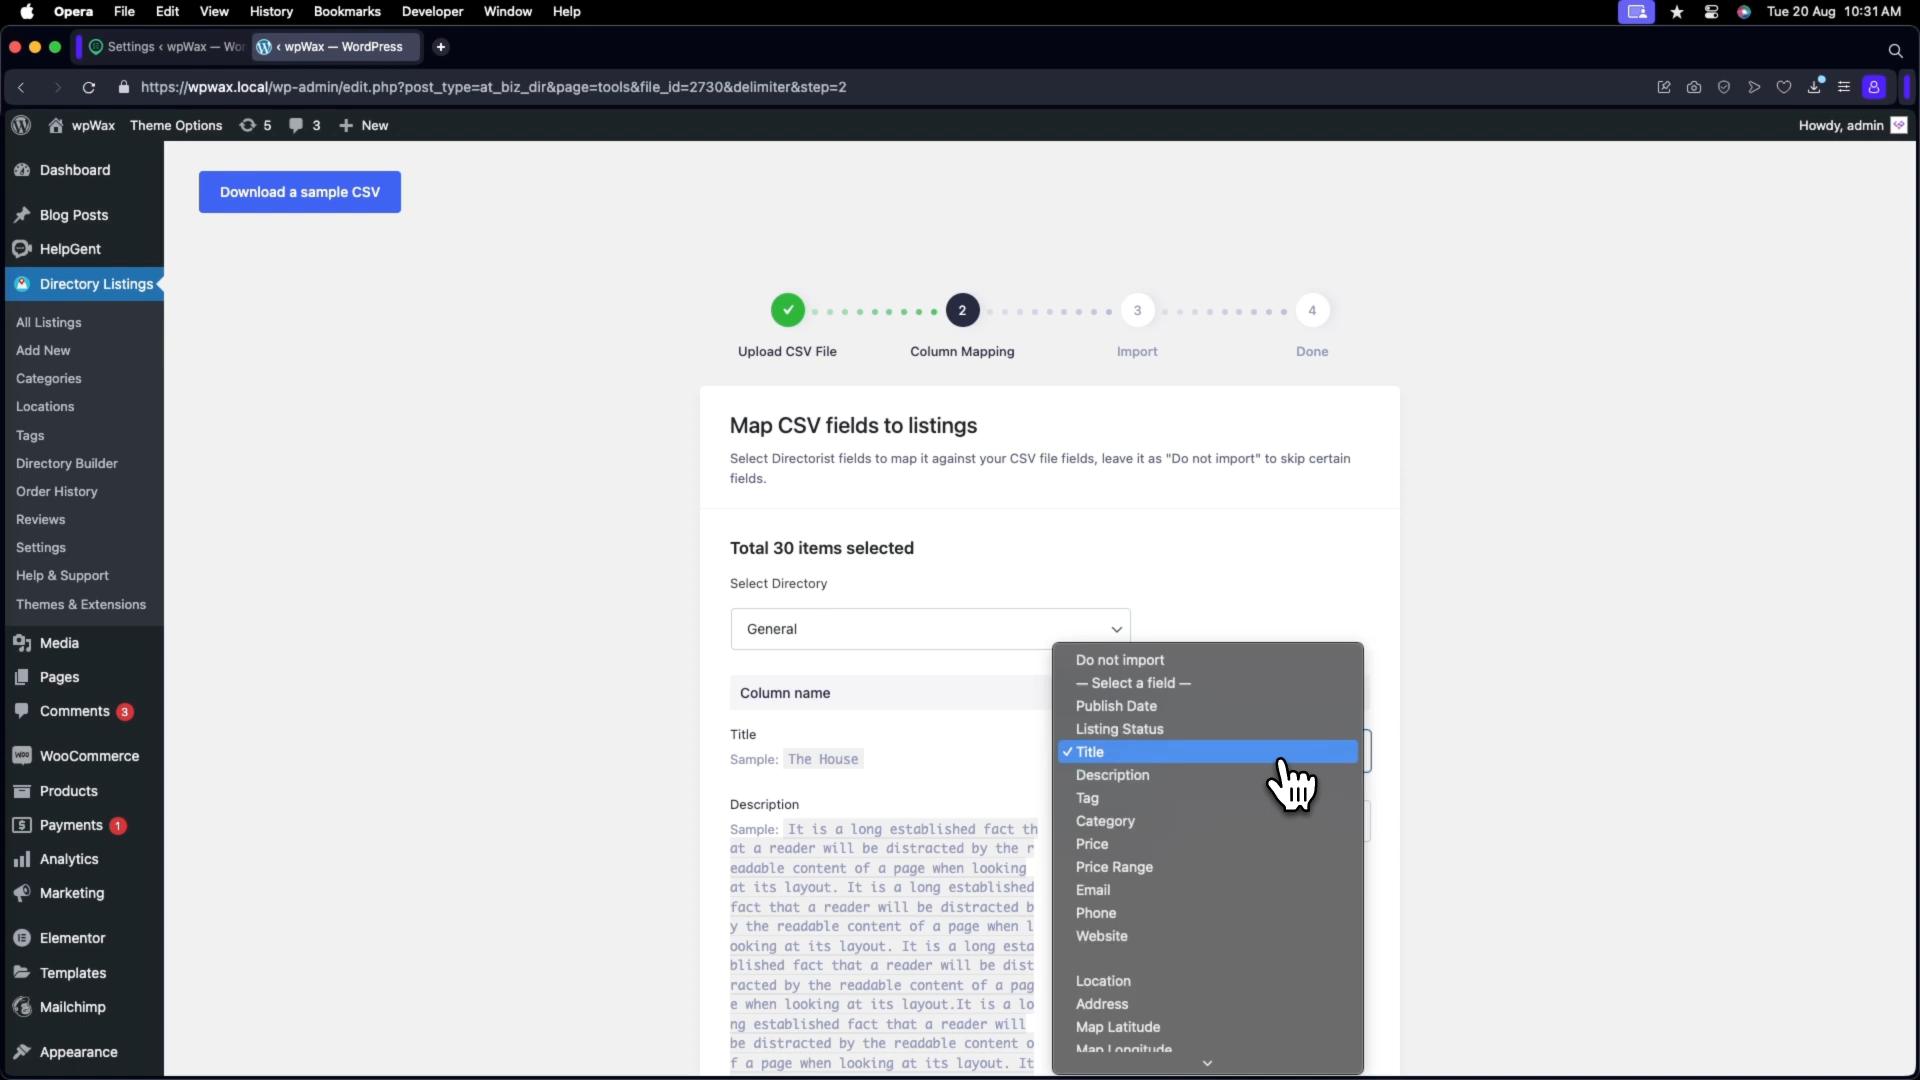 Opera File Edit View History Bookmarks Developer Window Help
Tue 20 Aug 10:31 AM
Settings ‹ wpWax — Wor
‹ wpWax — WordPress
https://wpwax.local/wp-admin/edit.php?post_type=at_biz_dir&page=tools&file_id=2730&delimiter&step=2
wpWax Theme Options 5 3 New
Howdy, admin
Dashboard
Blog Posts
HelpGent
Directory Listings
All Listings
Add New
Categories
Locations
Tags
Directory Builder
Order History
Reviews
Settings
Help & Support
Themes & Extensions
Media
Pages
Comments 3
WooCommerce
Products
Payments 1
Analytics
Marketing
Elementor
Templates
Mailchimp
Appearance
Download a sample CSV
2 3 4
Upload CSV File Column Mapping Import Done
Map CSV fields to listings
Select Directorist fields to map it against your CSV file fields, leave it as "Do not import" to skip certain
fields.
Total 30 items selected
Select Directory
General
Column name
Title
Sample: The House
Description
Sample: It is a long established fact th
at a reader will be distracted by the r
eadable content of a page when looking
at its layout. It is a long established
fact that a reader will be distracted b
y the readable content of a page when l
ooking at its layout. It is a long esta
blished fact that a reader will be dist
racted by the readable content of a pag
e when looking at its layout.It is a lo
ng established fact that a reader will
be distracted by the readable content o
f a page when looking at its layout. It
Do not import
— Select a field —
Publish Date
Listing Status
Title
Description
Tag
Category
Price
Price Range
Email
Phone
Website
Location
Address
Map Latitude
Map Longitude